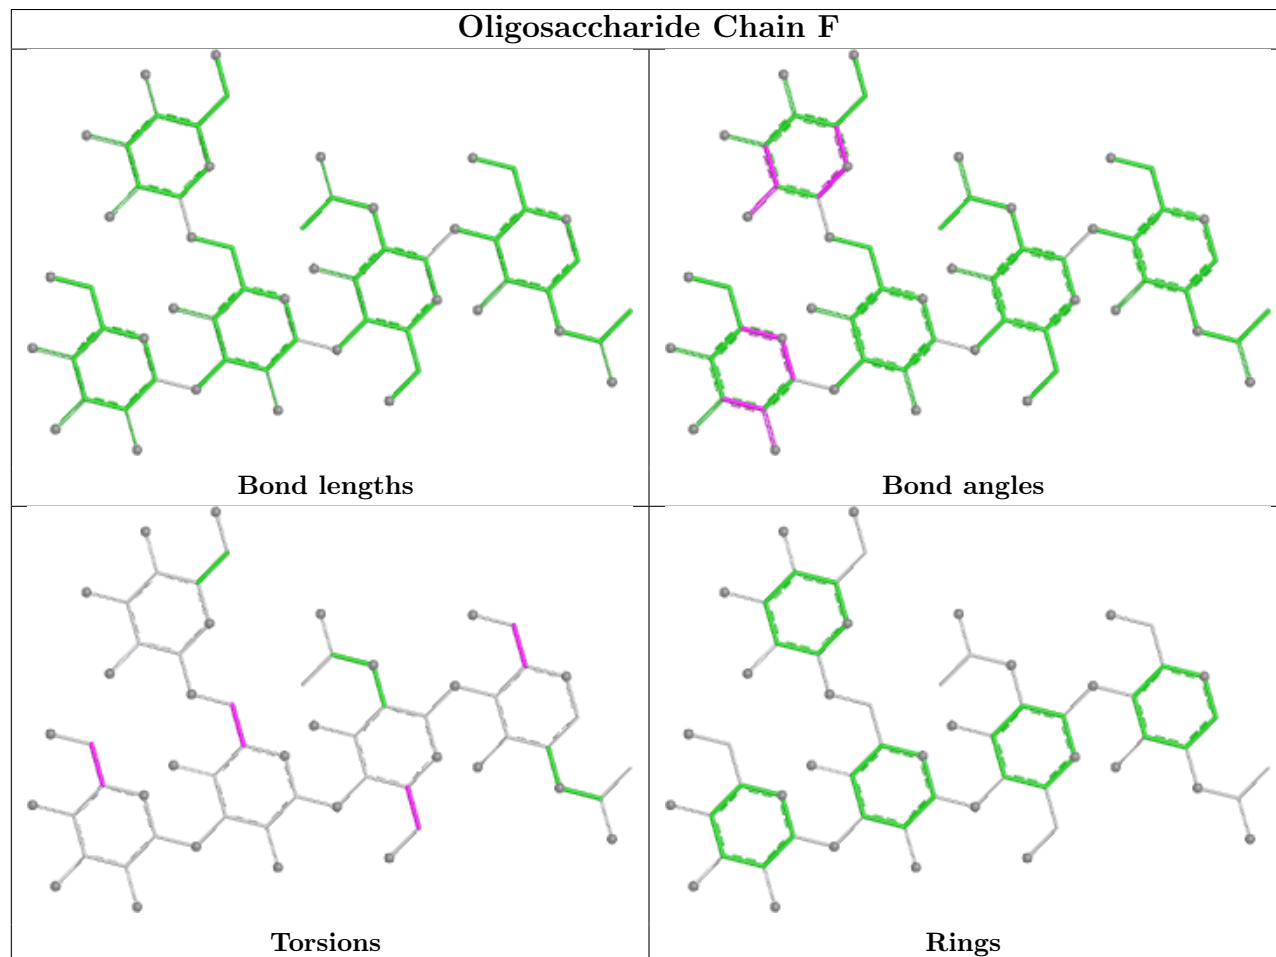 Oligosaccharide Chain F
Bond lengths
Bond angles
Torsions
Rings